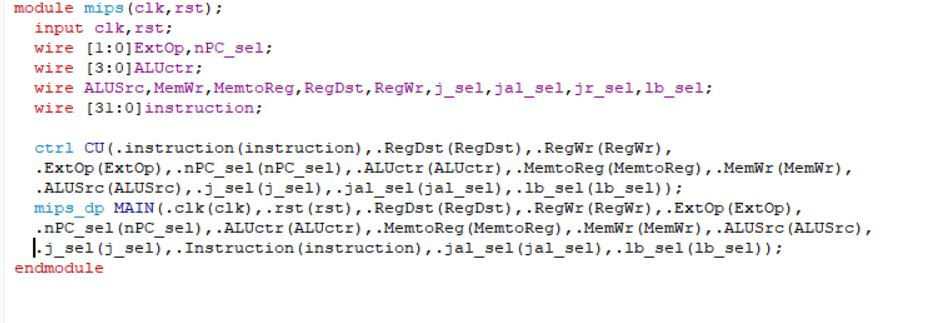 module mips(clk,rst);
input clk,rst;
wire [1:0]ExtOp,nPC_sel;
wire [3:0]ALUctr;
wire ALUSrc,MemWr,MemtoReg,RegDst,RegWr,j_sel,jal_sel,jr_sel,lb_sel;
wire [31:0]instruction;
ctrl CU(.instruction(instruction),.RegDst(RegDst),.RegWr(RegWr),
.ExtOp(ExtOp),.nPC_sel(nPC_sel),.ALUctr(ALUctr),.MemtoReg(MemtoReg),.MemWr(MemWr),
.ALUSrc(ALUSrc),.j_sel(j_sel),.jal_sel(jal_sel),.lb_sel(lb_sel));
mips_dp MAIN(.clk(clk),.rst(rst),.RegDst(RegDst),.RegWr(RegWr),.ExtOp(ExtOp),
.nPC_sel(nPC_sel),.ALUctr(ALUctr),.MemtoReg(MemtoReg),.MemWr(MemWr),.ALUSrc(ALUSrc),
.j_sel(j_sel),.Instruction(instruction),.jal_sel(jal_sel),.lb_sel(lb_sel));
endmodule